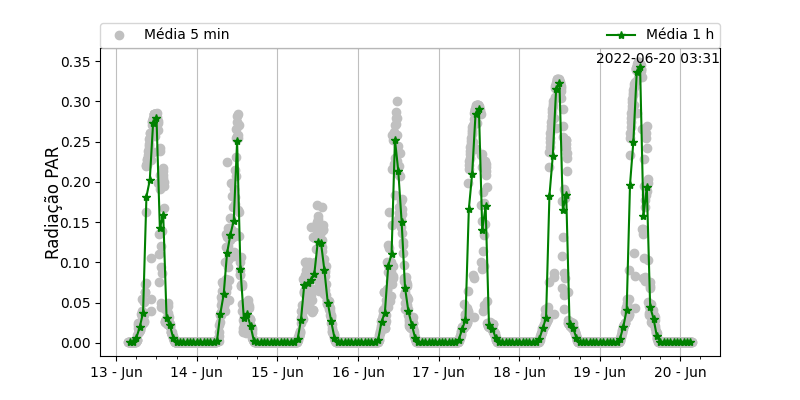 Média 5 min
Média 1 h
2022-06-20 03:31
Radiação PAR
0.35
0.30
0.25
0.20
0.15
0.10
0.05
0.00
13 - Jun
14 - Jun
15 - Jun
16 - Jun
17 - Jun
18 - Jun
19 - Jun
20 - Jun